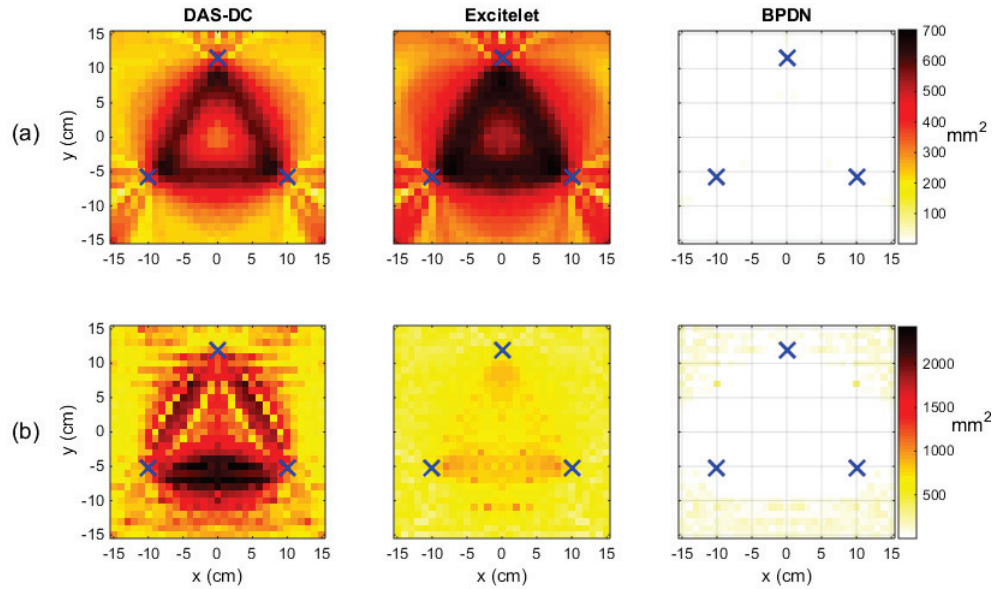 DAS-DC Excitelet BPDN
(a)
y (cm)
15
10
5
0
-5
-10
-15
-15 -10 -5 0 5 10 15
-15 -10 -5 0 5 10 15
-15 -10 -5 0 5 10 15
700
600
500
400
300
200
100
mm²
(b)
y (cm)
15
10
5
0
-5
-10
-15
-15 -10 -5 0 5 10 15
-15 -10 -5 0 5 10 15
-15 -10 -5 0 5 10 15
x (cm) x (cm) x (cm)
2000
1500
1000
500
mm²